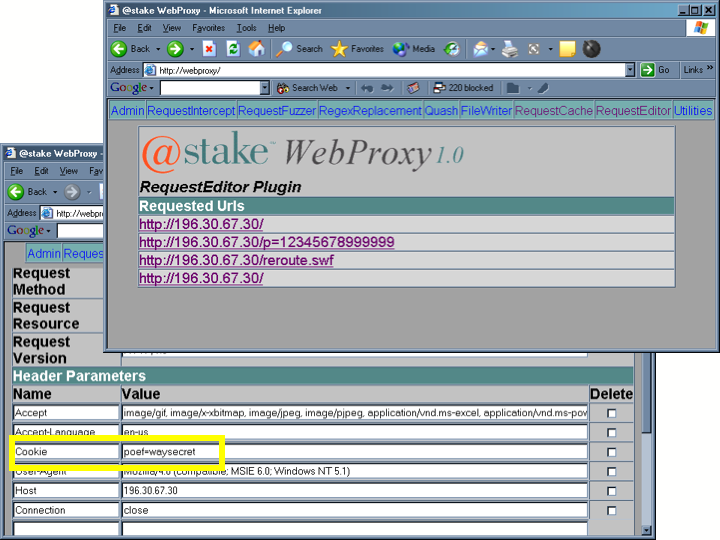 @stake WebProxy - Microsoft Internet Explorer
File Edit View Favorites Tools Help
Back Search Favorites Media
Address http://webproxy/ Go Links »
Google Search Web 220 blocked
Admin RequestIntercept RequestFuzzer RegexReplacement Quash FileWriter RequestCache RequestEditor Utilities
@stake™ WebProxy 1.0
RequestEditor Plugin
Requested Urls
http://196.30.67.30/
http://196.30.67.30/p=12345678999999
http://196.30.67.30/reroute.swf
http://196.30.67.30/
@stake WebProxy -
File Edit View
Back
Address http://webpro
Google
Admin Reques
Request
Method
Request
Resource
Request
Version
Header Parameters
Name Value Delete
Accept image/gif, image/x-xbitmap, image/jpeg, image/pjpeg, application/vnd.ms-excel, application/vnd.ms-pow
Accept-Language en-us
Cookie poef=waysecret
User-Agent Mozilla/4.0 (compatible; MSIE 6.0; Windows NT 5.1)
Host 196.30.67.30
Connection close